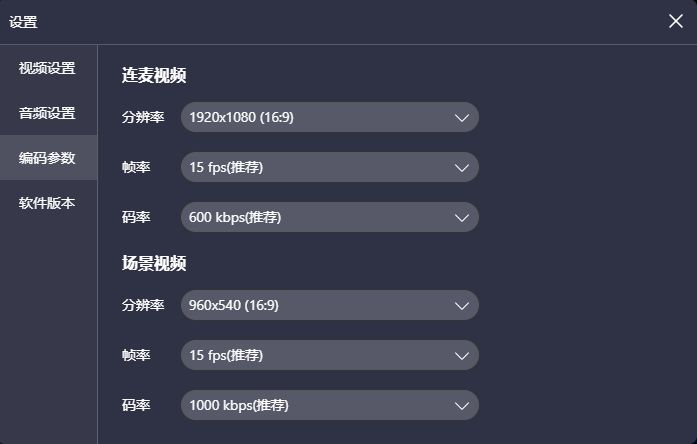 设置
视频设置
音频设置
编码参数
软件版本
连麦视频
分辨率 1920x1080 (16:9)
帧率 15 fps(推荐)
码率 600 kbps(推荐)
场景视频
分辨率 960x540 (16:9)
帧率 15 fps(推荐)
码率 1000 kbps(推荐)